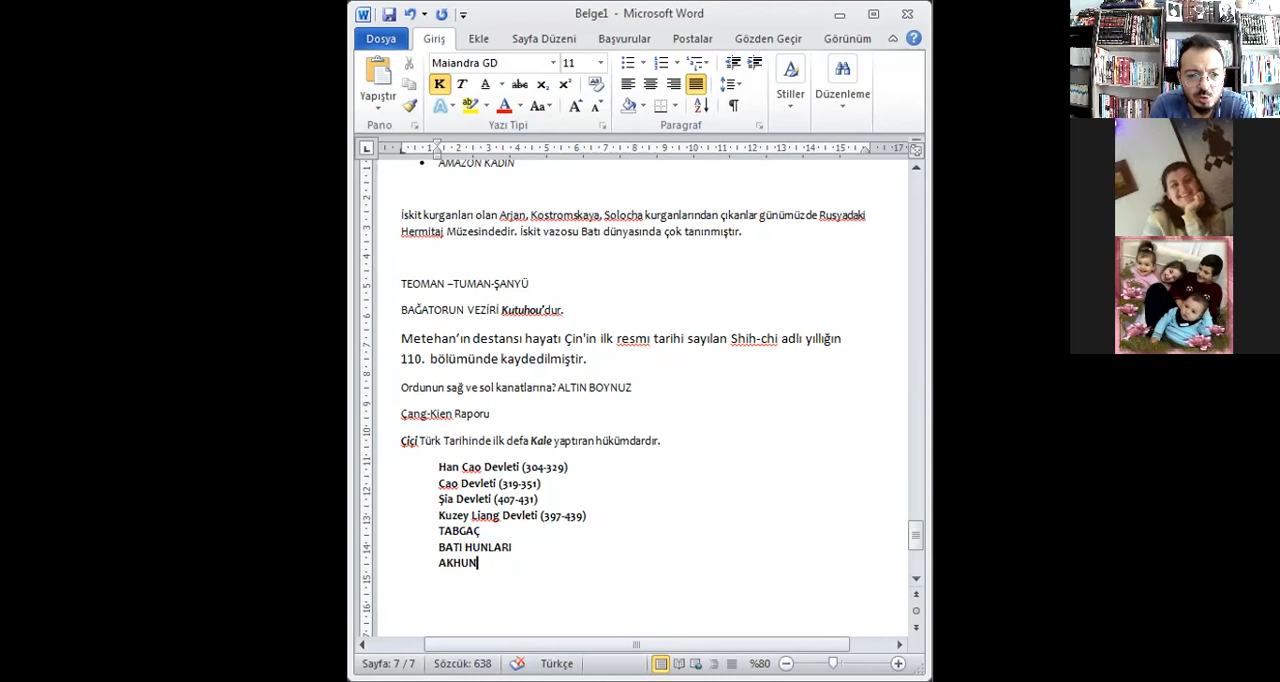 Belge1 - Microsoft Word
Dosya Giriş Ekle Sayfa Düzeni Başvurular Postalar Gözden Geçir Görünüm
Maiandra GD 11
Yapıştır
Stiller Düzenleme
Pano Yazı Tipi Paragraf
AMAZON KADIN
İskit kurganları olan Arjan, Kostromskaya, Solocha kurganlarından çıkanlar günümüzde Rusyadaki
Hermitaj Müzesindedir. İskit vazosu Batı dünyasında çok tanınmıştır.
TEOMAN –TUMAN-ŞANYÜ
BAĞATORUN VEZİRİ Kutuhou’dur.
Metehan’ın destansı hayatı Çin'in ilk resmı tarihi sayılan Shih-chi adlı yıllığın
110. bölümünde kaydedilmiştir.
Ordunun sağ ve sol kanatlarına? ALTIN BOYNUZ
Çang-Kien Raporu
Çiçi Türk Tarihinde ilk defa Kale yaptıran hükümdardır.
Han Cao Devleti (304-329)
Cao Devleti (319-351)
Şia Devleti (407-431)
Kuzey Liang Devleti (397-439)
TABGAÇ
BATI HUNLARI
AKHUN
Sayfa: 7 / 7 Sözcük: 638 Türkçe %80